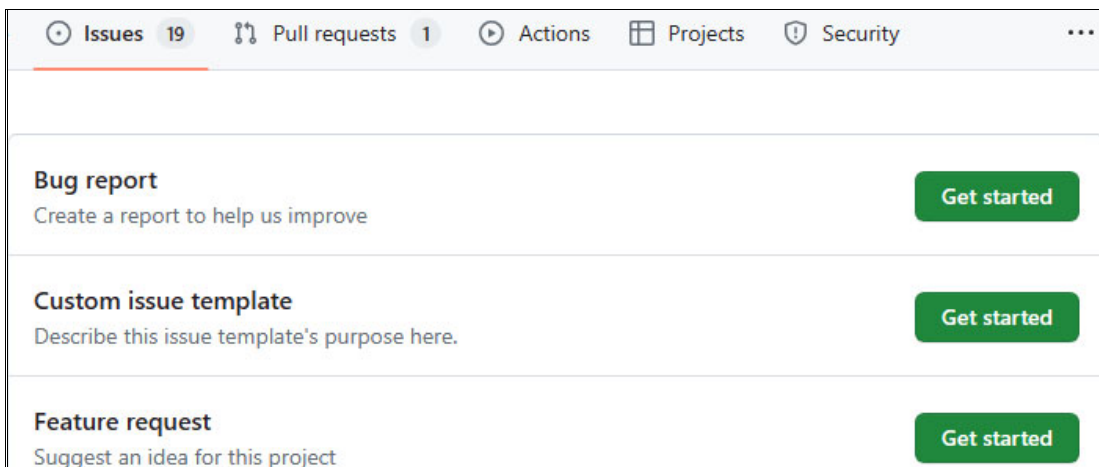 Issues 19 Pull requests 1 Actions Projects Security
Bug report
Get started
Create a report to help us improve
Custom issue template
Get started
Describe this issue template's purpose here.
Feature request
Get started
Suggest an idea for this project